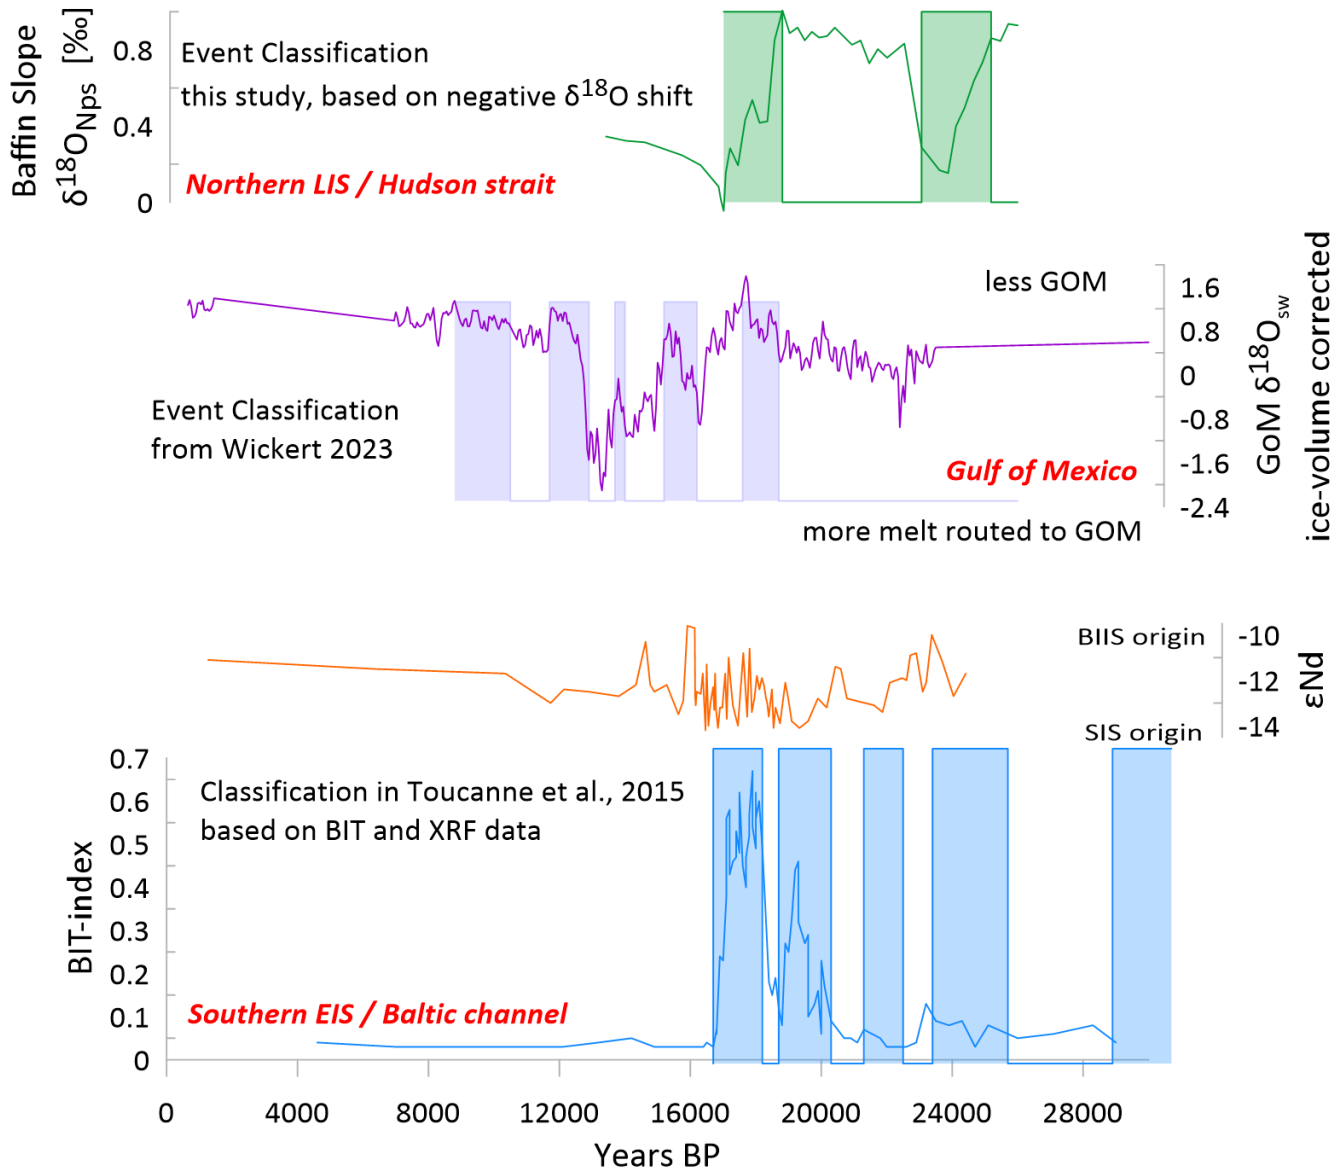 Baffin Slope
δ¹⁸O_Nps [‰]
0.8
0.4
0
Event Classification
this study, based on negative δ¹⁸O shift
Northern LIS / Hudson strait
less GOM
1.6
0.8
0
-0.8
-1.6
-2.4
GoM δ¹⁸O_sw
ice-volume corrected
Event Classification
from Wickert 2023
Gulf of Mexico
more melt routed to GOM
BIIS origin
SIS origin
-10
-12
-14
εNd
0.7
0.6
0.5
0.4
0.3
0.2
0.1
0
BIT-index
Classification in Toucanne et al., 2015
based on BIT and XRF data
Southern EIS / Baltic channel
0 4000 8000 12000 16000 20000 24000 28000
Years BP